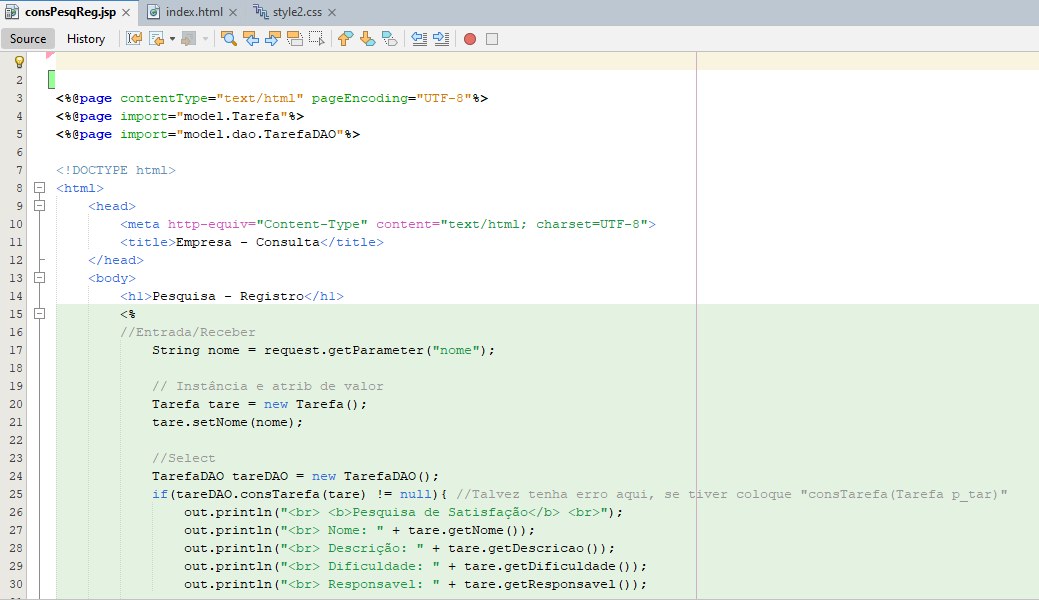 consPesqReg.jsp index.html style2.css
Source History
2
3 <%@page contentType="text/html" pageEncoding="UTF-8"%>
4 <%@page import="model.Tarefa"%>
5 <%@page import="model.dao.TarefaDAO"%>
6
7 <!DOCTYPE html>
8 <html>
9 <head>
10 <meta http-equiv="Content-Type" content="text/html; charset=UTF-8">
11 <title>Empresa - Consulta</title>
12 </head>
13 <body>
14 <h1>Pesquisa - Registro</h1>
15 <%
16 //Entrada/Receber
17 String nome = request.getParameter("nome");
18
19 // Instância e atrib de valor
20 Tarefa tare = new Tarefa();
21 tare.setNome(nome);
22
23 //Select
24 TarefaDAO tareDAO = new TarefaDAO();
25 if(tareDAO.consTarefa(tare) != null){ //Talvez tenha erro aqui, se tiver coloque "consTarefa(Tarefa p_tar)"
26 out.println("<br> <b>Pesquisa de Satisfação</b> <br>");
27 out.println("<br> Nome: " + tare.getNome());
28 out.println("<br> Descrição: " + tare.getDescricao());
29 out.println("<br> Dificuldade: " + tare.getDificuldade());
30 out.println("<br> Responsavel: " + tare.getResponsavel());